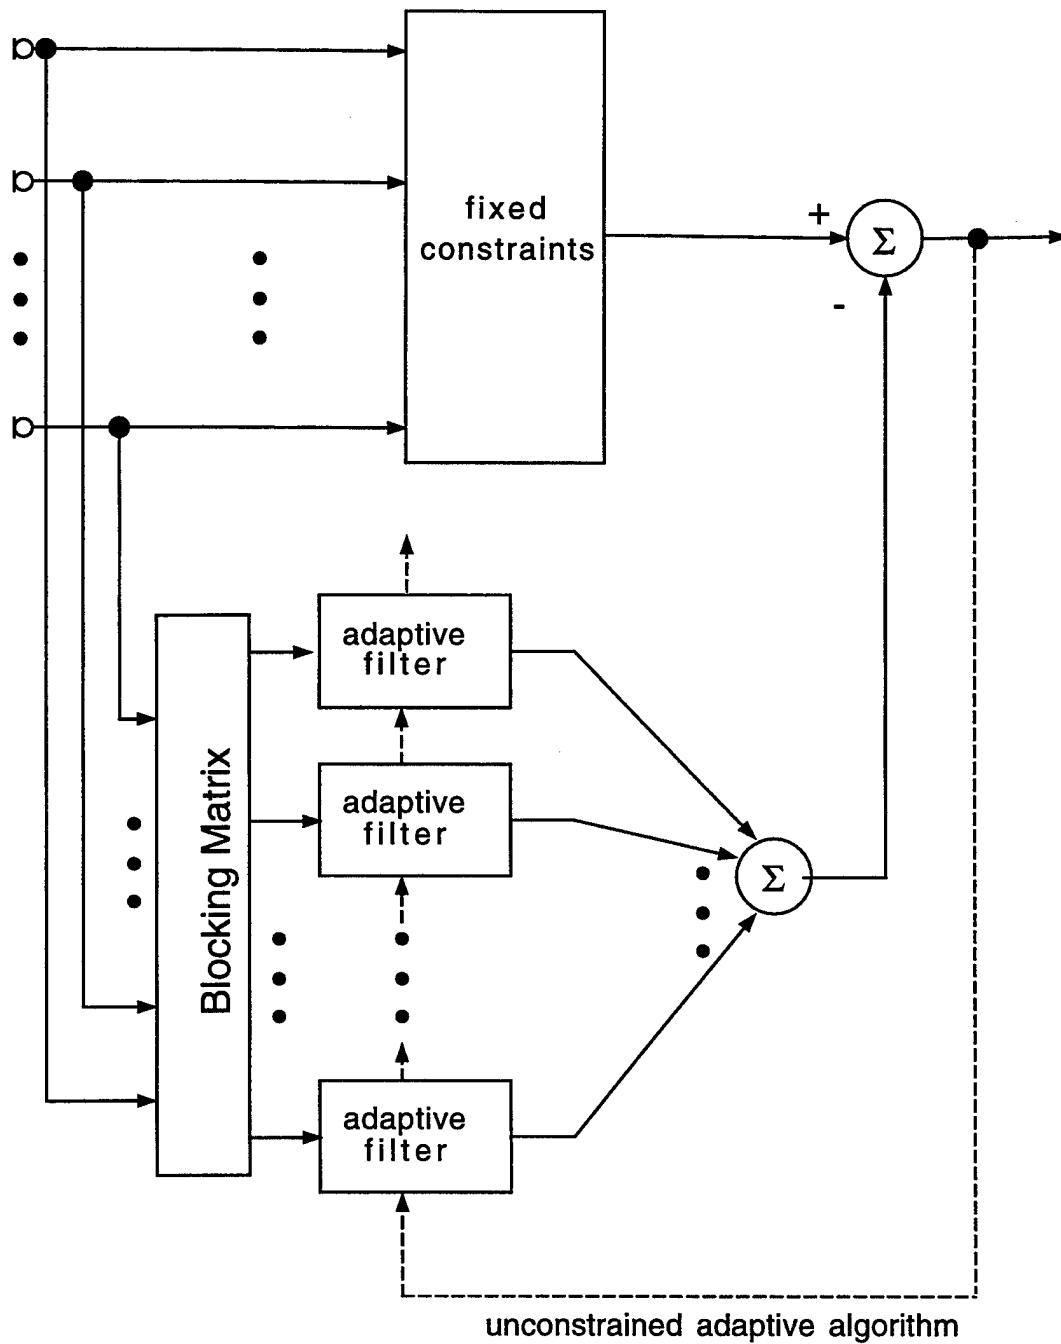 fixed
constraints
+
Σ
-
adaptive
filter
Blocking Matrix
adaptive
filter
Σ
adaptive
filter
unconstrained adaptive algorithm